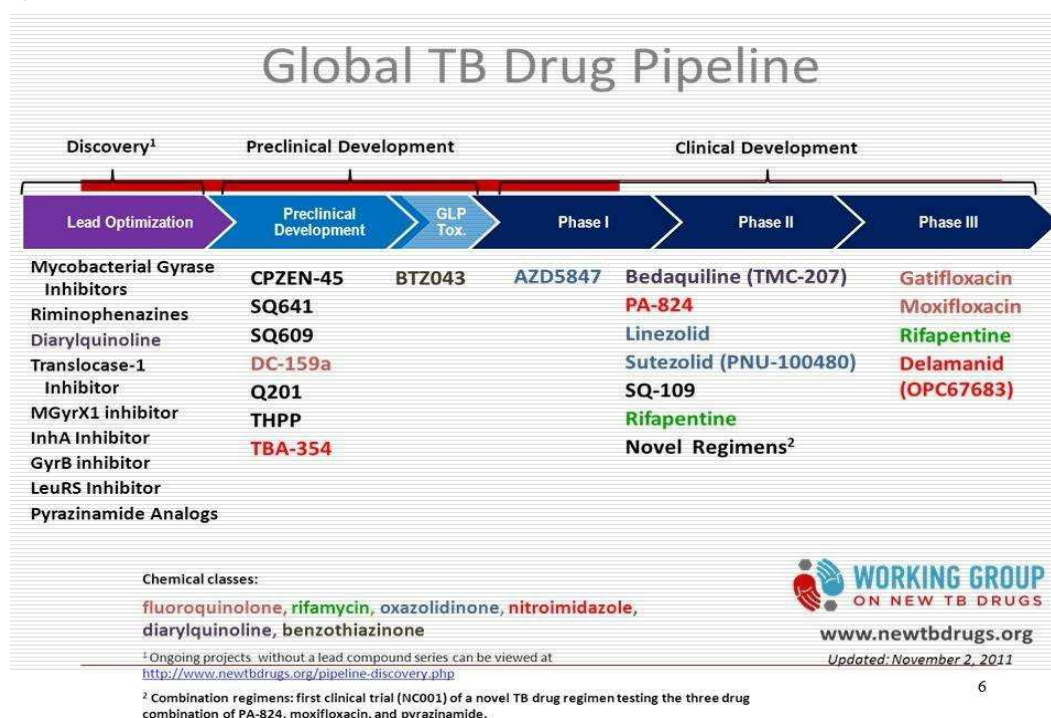 Global TB Drug Pipeline
Discovery¹
Preclinical Development
Clinical Development
Lead Optimization
Preclinical
Development
GLP
Tox.
Phase I
Phase II
Phase III
Mycobacterial Gyrase
Inhibitors
Riminophenazines
Diarylquinoline
Translocase-1
Inhibitor
MGyrX1 inhibitor
InhA Inhibitor
GyrB inhibitor
LeuRS Inhibitor
Pyrazinamide Analogs
CPZEN-45
SQ641
SQ609
DC-159a
Q201
THPP
TBA-354
BTZ043
AZD5847
Bedaquiline (TMC-207)
PA-824
Linezolid
Sutezolid (PNU-100480)
SQ-109
Rifapentine
Novel Regimens²
Gatifloxacin
Moxifloxacin
Rifapentine
Delamanid
(OPC67683)
Chemical classes:
fluoroquinolone, rifamycin, oxazolidinone, nitroimidazole,
diarylquinoline, benzothiazinone
¹ Ongoing projects without a lead compound series can be viewed at
http://www.newtbdrugs.org/pipeline-discovery.php
² Combination regimens: first clinical trial (NC001) of a novel TB drug regimen testing the three drug
combination of PA-824, moxifloxacin, and pyrazinamide.
WORKING GROUP
ON NEW TB DRUGS
www.newtbdrugs.org
Updated: November 2, 2011
6